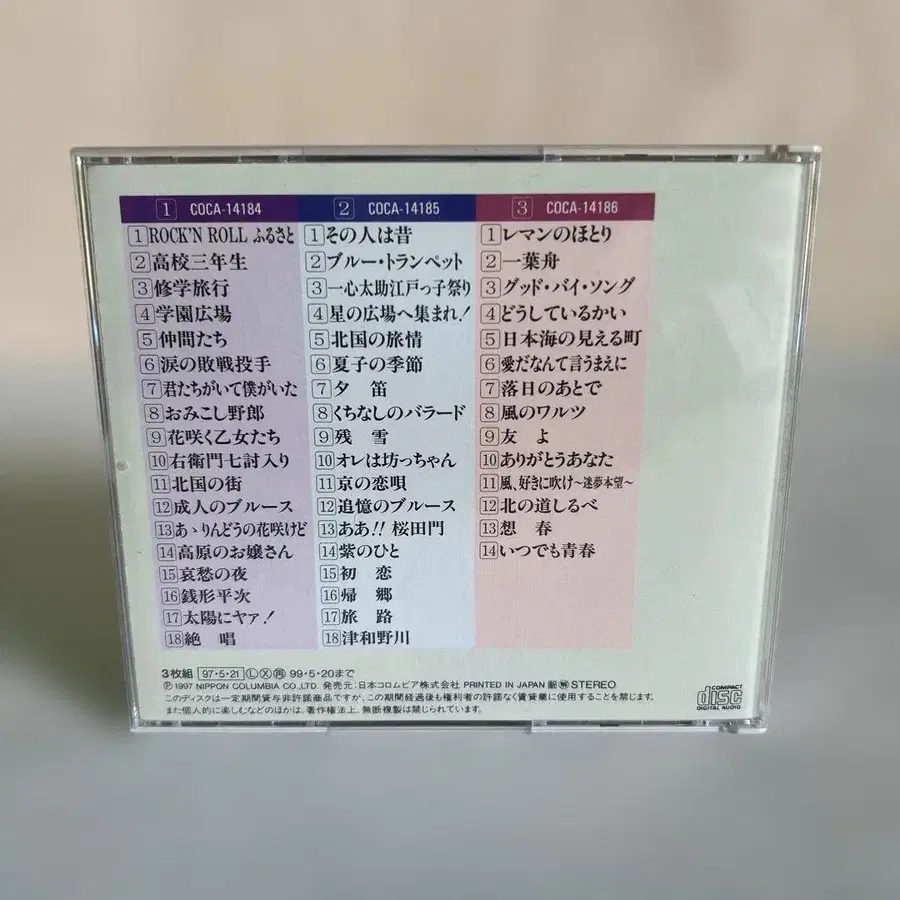 1 COCA-14184
1 ROCK'N ROLL ふるさと
2 高校三年生
3 修学旅行
4 学園広場
5 仲間たち
6 涙の敗戦投手
7 君たちがいて僕がいた
8 おみこし野郎
9 花咲く乙女たち
10 右衛門七討入り
11 北国の街
12 成人のブルース
13 あゝりんどうの花咲けど
14 高原のお嬢さん
15 哀愁の夜
16 銭形平次
17 太陽にヤァ!
18 絶 唱
2 COCA-14185
1 その人は昔
2 ブルー・トランペット
3 一心太助江戸っ子祭り
4 星の広場へ集まれ!
5 北国の旅情
6 夏子の季節
7 夕 笛
8 くちなしのバラード
9 残 雪
10 オレは坊っちゃん
11 京の恋唄
12 追憶のブルース
13 ああ!! 桜田門
14 紫のひと
15 初 恋
16 帰 郷
17 旅 路
18 津和野川
3 COCA-14186
1 レマンのほとり
2 一葉舟
3 グッド・バイ・ソング
4 どうしているかい
5 日本海の見える町
6 愛だなんて言うまえに
7 落日のあとで
8 風のワルツ
9 友 よ
10 ありがとうあなた
11 風、好きに吹け〜迷夢本望〜
12 北の道しるべ
13 想 春
14 いつでも青春
3枚組 97・5・21 Ⓛ Ⓧ ㊢ 99・5・20まで
Ⓟ 1997 NIPPON COLUMBIA CO.,LTD. 発売元:日本コロムビア株式会社 PRINTED IN JAPAN STEREO
このディスクは一定期間貸与非許諾商品ですが、この期間経過後も権利者の許諾なく賃貸業に使用することを禁じます。
また個人的に楽しむなどのほかは、著作権法上、無断複製は禁じられています。
COMPACT
disc
DIGITAL AUDIO